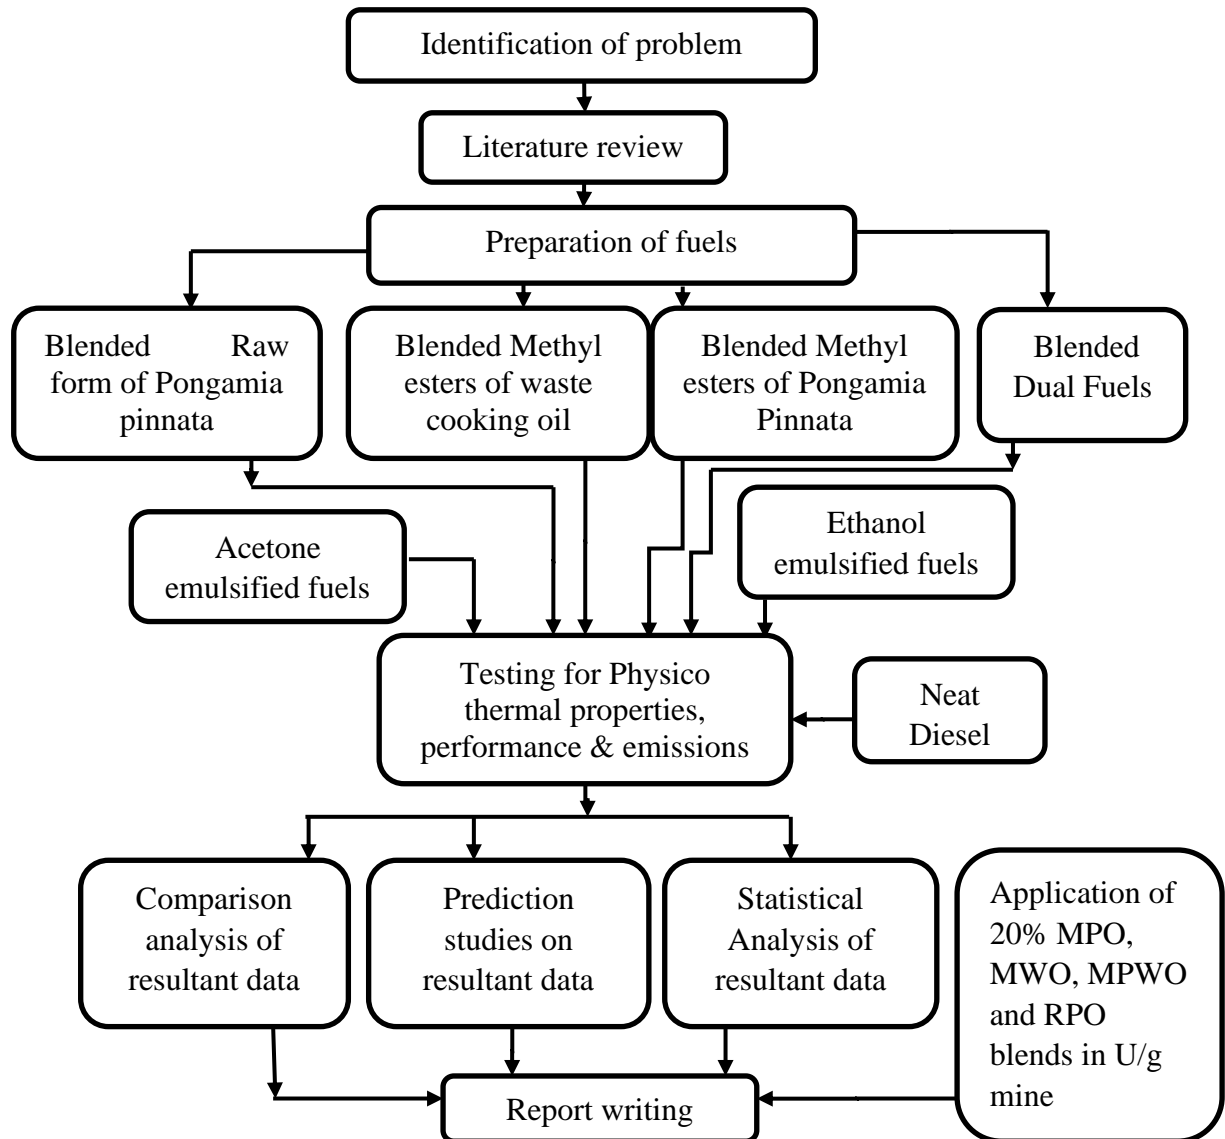 Identification of problem
Literature review
Preparation of fuels
Blended Raw
form of Pongamia
pinnata
Blended Methyl
esters of waste
cooking oil
Blended Methyl
esters of Pongamia
Pinnata
Blended
Dual Fuels
Acetone
emulsified fuels
Ethanol
emulsified fuels
Testing for Physico
thermal properties,
performance & emissions
Neat
Diesel
Comparison
analysis of
resultant data
Prediction
studies on
resultant data
Statistical
Analysis of
resultant data
Application of
20% MPO,
MWO, MPWO
and RPO
blends in U/g
mine
Report writing